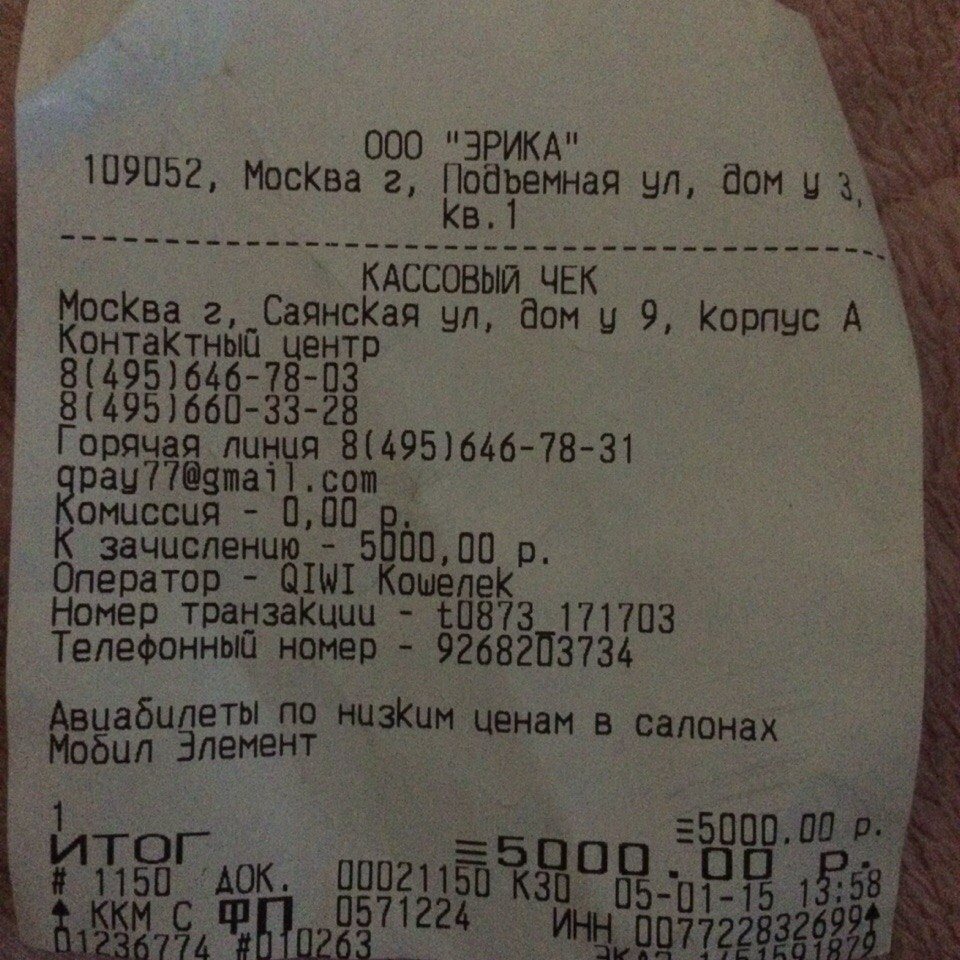 ООО "ЭРИКА"
109052, Москва г, Подъемная ул, дом у 3,
кв.1
КАССОВЫЙ ЧЕК
Москва г, Саянская ул, дом у 9, корпус А
Контактный центр
8(495)646-78-03
8(495)660-33-28
Горячая линия 8(495)646-78-31
qpay77@gmail.com
Комиссия - 0,00 р.
К зачислению - 5000,00 р.
Оператор - QIWI Кошелек
Номер транзакции - t0873_171703
Телефонный номер - 9268203734
Авиабилеты по низким ценам в салонах
Мобил Элемент
1
≡5000.00 р.
ИТОГ ≡5000.00 р.
# 1150 ДОК. 00021150 К30 05-01-15 13:58
ККМ С ФП 0571224 ИНН 007722832699
01236774 #010263